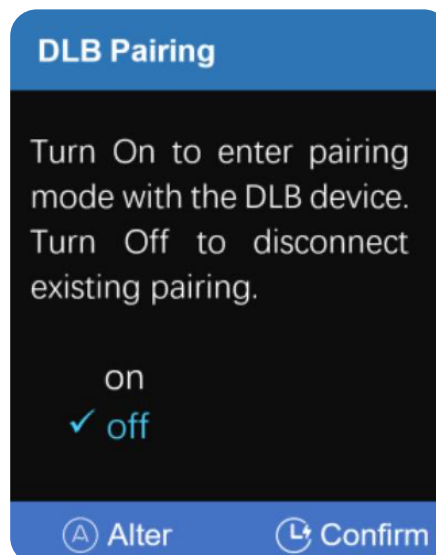 DLB Pairing
Turn On to enter pairing
mode with the DLB device.
Turn Off to disconnect
existing pairing.
on
✓ off
A Alter L Confirm